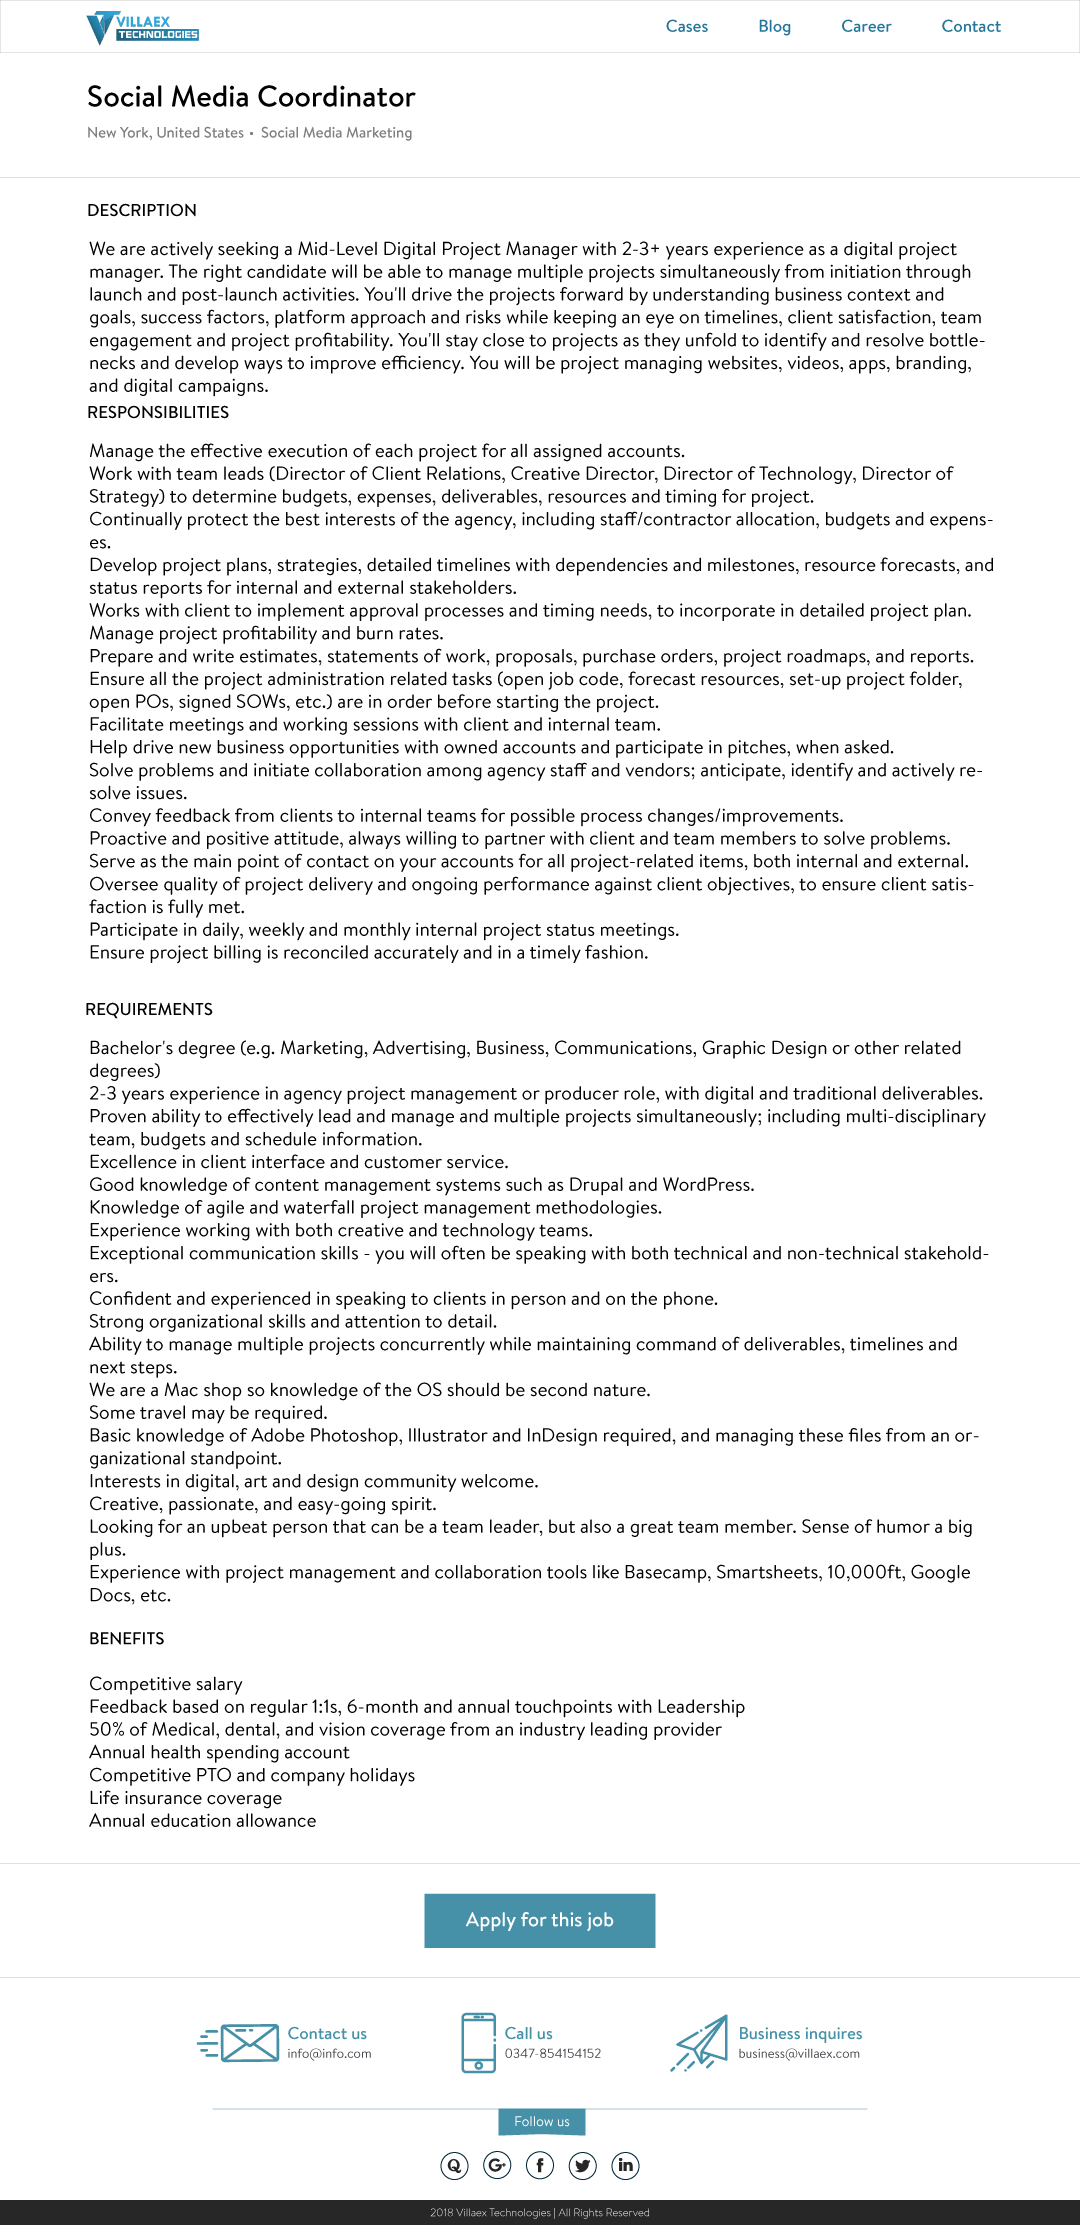 VILLAEX
TECHNOLOGIES
Cases
Blog
Career
Contact
Social Media Coordinator
New York, United States • Social Media Marketing
DESCRIPTION
We are actively seeking a Mid-Level Digital Project Manager with 2-3+ years experience as a digital project
manager. The right candidate will be able to manage multiple projects simultaneously from initiation through
launch and post-launch activities. You'll drive the projects forward by understanding business context and
goals, success factors, platform approach and risks while keeping an eye on timelines, client satisfaction, team
engagement and project profitability. You'll stay close to projects as they unfold to identify and resolve bottle-
necks and develop ways to improve efficiency. You will be project managing websites, videos, apps, branding,
and digital campaigns.
RESPONSIBILITIES
Manage the effective execution of each project for all assigned accounts.
Work with team leads (Director of Client Relations, Creative Director, Director of Technology, Director of
Strategy) to determine budgets, expenses, deliverables, resources and timing for project.
Continually protect the best interests of the agency, including staff/contractor allocation, budgets and expens-
es.
Develop project plans, strategies, detailed timelines with dependencies and milestones, resource forecasts, and
status reports for internal and external stakeholders.
Works with client to implement approval processes and timing needs, to incorporate in detailed project plan.
Manage project profitability and burn rates.
Prepare and write estimates, statements of work, proposals, purchase orders, project roadmaps, and reports.
Ensure all the project administration related tasks (open job code, forecast resources, set-up project folder,
open POs, signed SOWs, etc.) are in order before starting the project.
Facilitate meetings and working sessions with client and internal team.
Help drive new business opportunities with owned accounts and participate in pitches, when asked.
Solve problems and initiate collaboration among agency staff and vendors; anticipate, identify and actively re-
solve issues.
Convey feedback from clients to internal teams for possible process changes/improvements.
Proactive and positive attitude, always willing to partner with client and team members to solve problems.
Serve as the main point of contact on your accounts for all project-related items, both internal and external.
Oversee quality of project delivery and ongoing performance against client objectives, to ensure client satis-
faction is fully met.
Participate in daily, weekly and monthly internal project status meetings.
Ensure project billing is reconciled accurately and in a timely fashion.
REQUIREMENTS
Bachelor's degree (e.g. Marketing, Advertising, Business, Communications, Graphic Design or other related
degrees)
2-3 years experience in agency project management or producer role, with digital and traditional deliverables.
Proven ability to effectively lead and manage and multiple projects simultaneously; including multi-disciplinary
team, budgets and schedule information.
Excellence in client interface and customer service.
Good knowledge of content management systems such as Drupal and WordPress.
Knowledge of agile and waterfall project management methodologies.
Experience working with both creative and technology teams.
Exceptional communication skills - you will often be speaking with both technical and non-technical stakehold-
ers.
Confident and experienced in speaking to clients in person and on the phone.
Strong organizational skills and attention to detail.
Ability to manage multiple projects concurrently while maintaining command of deliverables, timelines and
next steps.
We are a Mac shop so knowledge of the OS should be second nature.
Some travel may be required.
Basic knowledge of Adobe Photoshop, Illustrator and InDesign required, and managing these files from an or-
ganizational standpoint.
Interests in digital, art and design community welcome.
Creative, passionate, and easy-going spirit.
Looking for an upbeat person that can be a team leader, but also a great team member. Sense of humor a big
plus.
Experience with project management and collaboration tools like Basecamp, Smartsheets, 10,000ft, Google
Docs, etc.
BENEFITS
Competitive salary
Feedback based on regular 1:1s, 6-month and annual touchpoints with Leadership
50% of Medical, dental, and vision coverage from an industry leading provider
Annual health spending account
Competitive PTO and company holidays
Life insurance coverage
Annual education allowance
Apply for this job
Contact us
info@info.com
Call us
0347-854154152
Business inquires
business@villaex.com
Follow us
2018 Villaex Technologies | All Rights Reserved